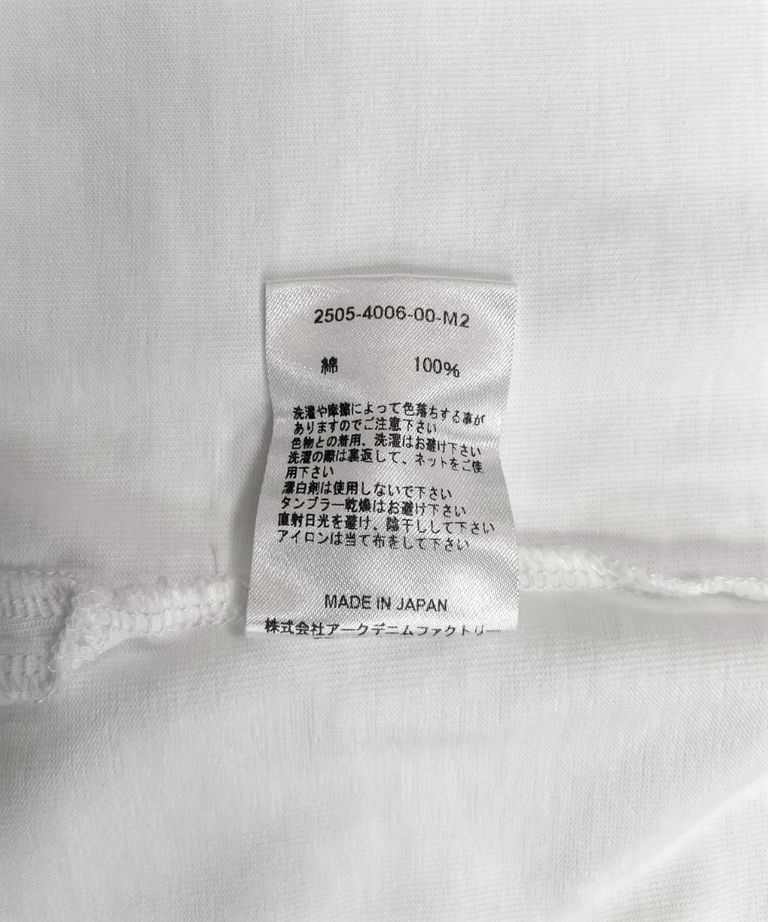 2505-4006-00-M2
綿 100%
洗濯や摩擦によって色落ちする事が
ありますのでご注意下さい
色物との着用、洗濯はお避け下さい
洗濯の際は裏返して、ネットをご使
用下さい
漂白剤は使用しないで下さい
タンブラー乾燥はお避け下さい
直射日光を避け、陰干しして下さい
アイロンは当て布をして下さい
MADE IN JAPAN
株式会社アークデニムファクトリー